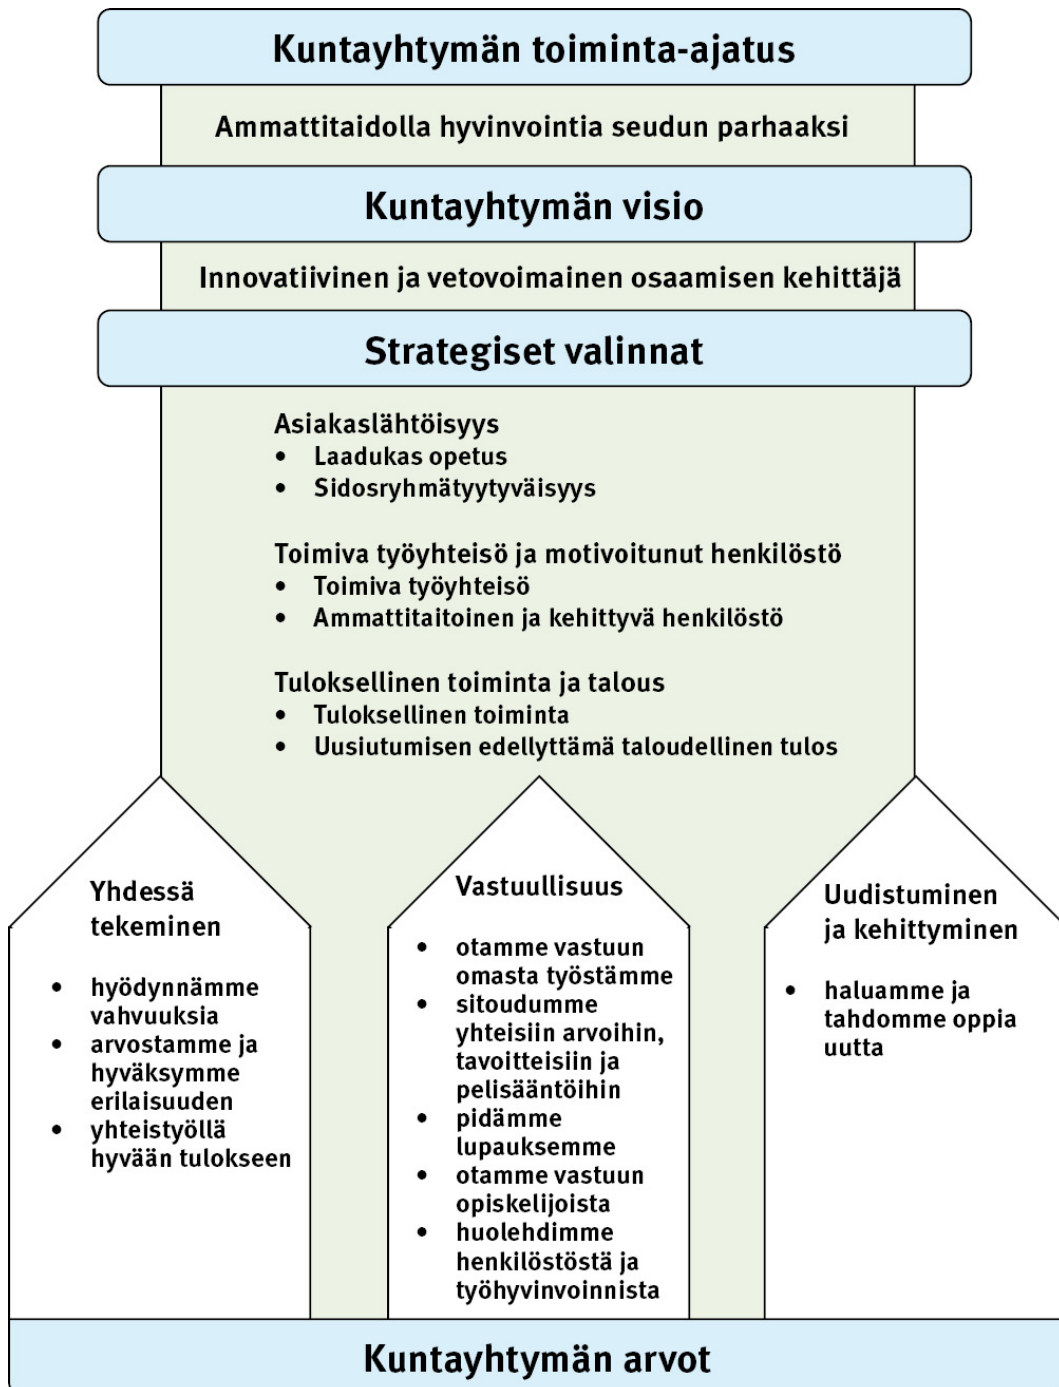 Kuntayhtymän toiminta-ajatus
Ammattitaidolla hyvinvointia seudun parhaaksi
Kuntayhtymän visio
Innovatiivinen ja vetovoimainen osaamisen kehittäjä
Strategiset valinnat
Asiakaslähtöisyys
• Laadukas opetus
• Sidosryhmätyytyväisyys
Toimiva työyhteisö ja motivoitunut henkilöstö
• Toimiva työyhteisö
• Ammattitaitoinen ja kehittyvä henkilöstö
Tuloksellinen toiminta ja talous
• Tuloksellinen toiminta
• Uusiutumisen edellyttämä taloudellinen tulos
Yhdessä
tekeminen
• hyödynnämme
vahvuuksia
• arvostamme ja
hyväksymme
erilaisuuden
• yhteistyöllä
hyvään tulokseen
Vastuullisuus
• otamme vastuun
omasta työstämme
• sitoudumme
yhteisiin arvoihin,
tavoitteisiin ja
pelisääntöihin
• pidämme
lupauksemme
• otamme vastuun
opiskelijoista
• huolehdimme
henkilöstöstä ja
työhyvinvoinnista
Uudistuminen
ja kehittyminen
• haluamme ja
tahdomme oppia
uutta
Kuntayhtymän arvot